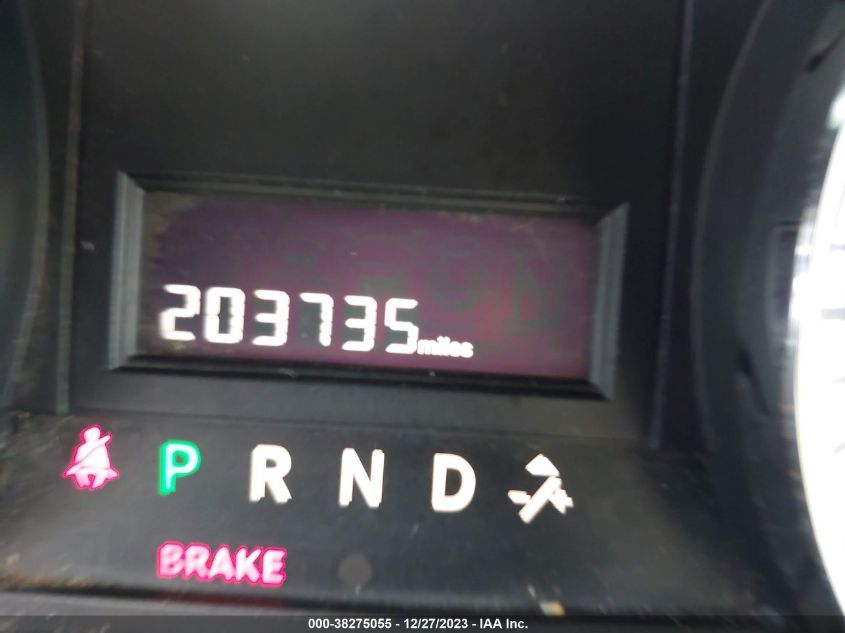 203735 miles
P R N D
BRAKE
000-38275055 - 12/27/2023 - IAA Inc.